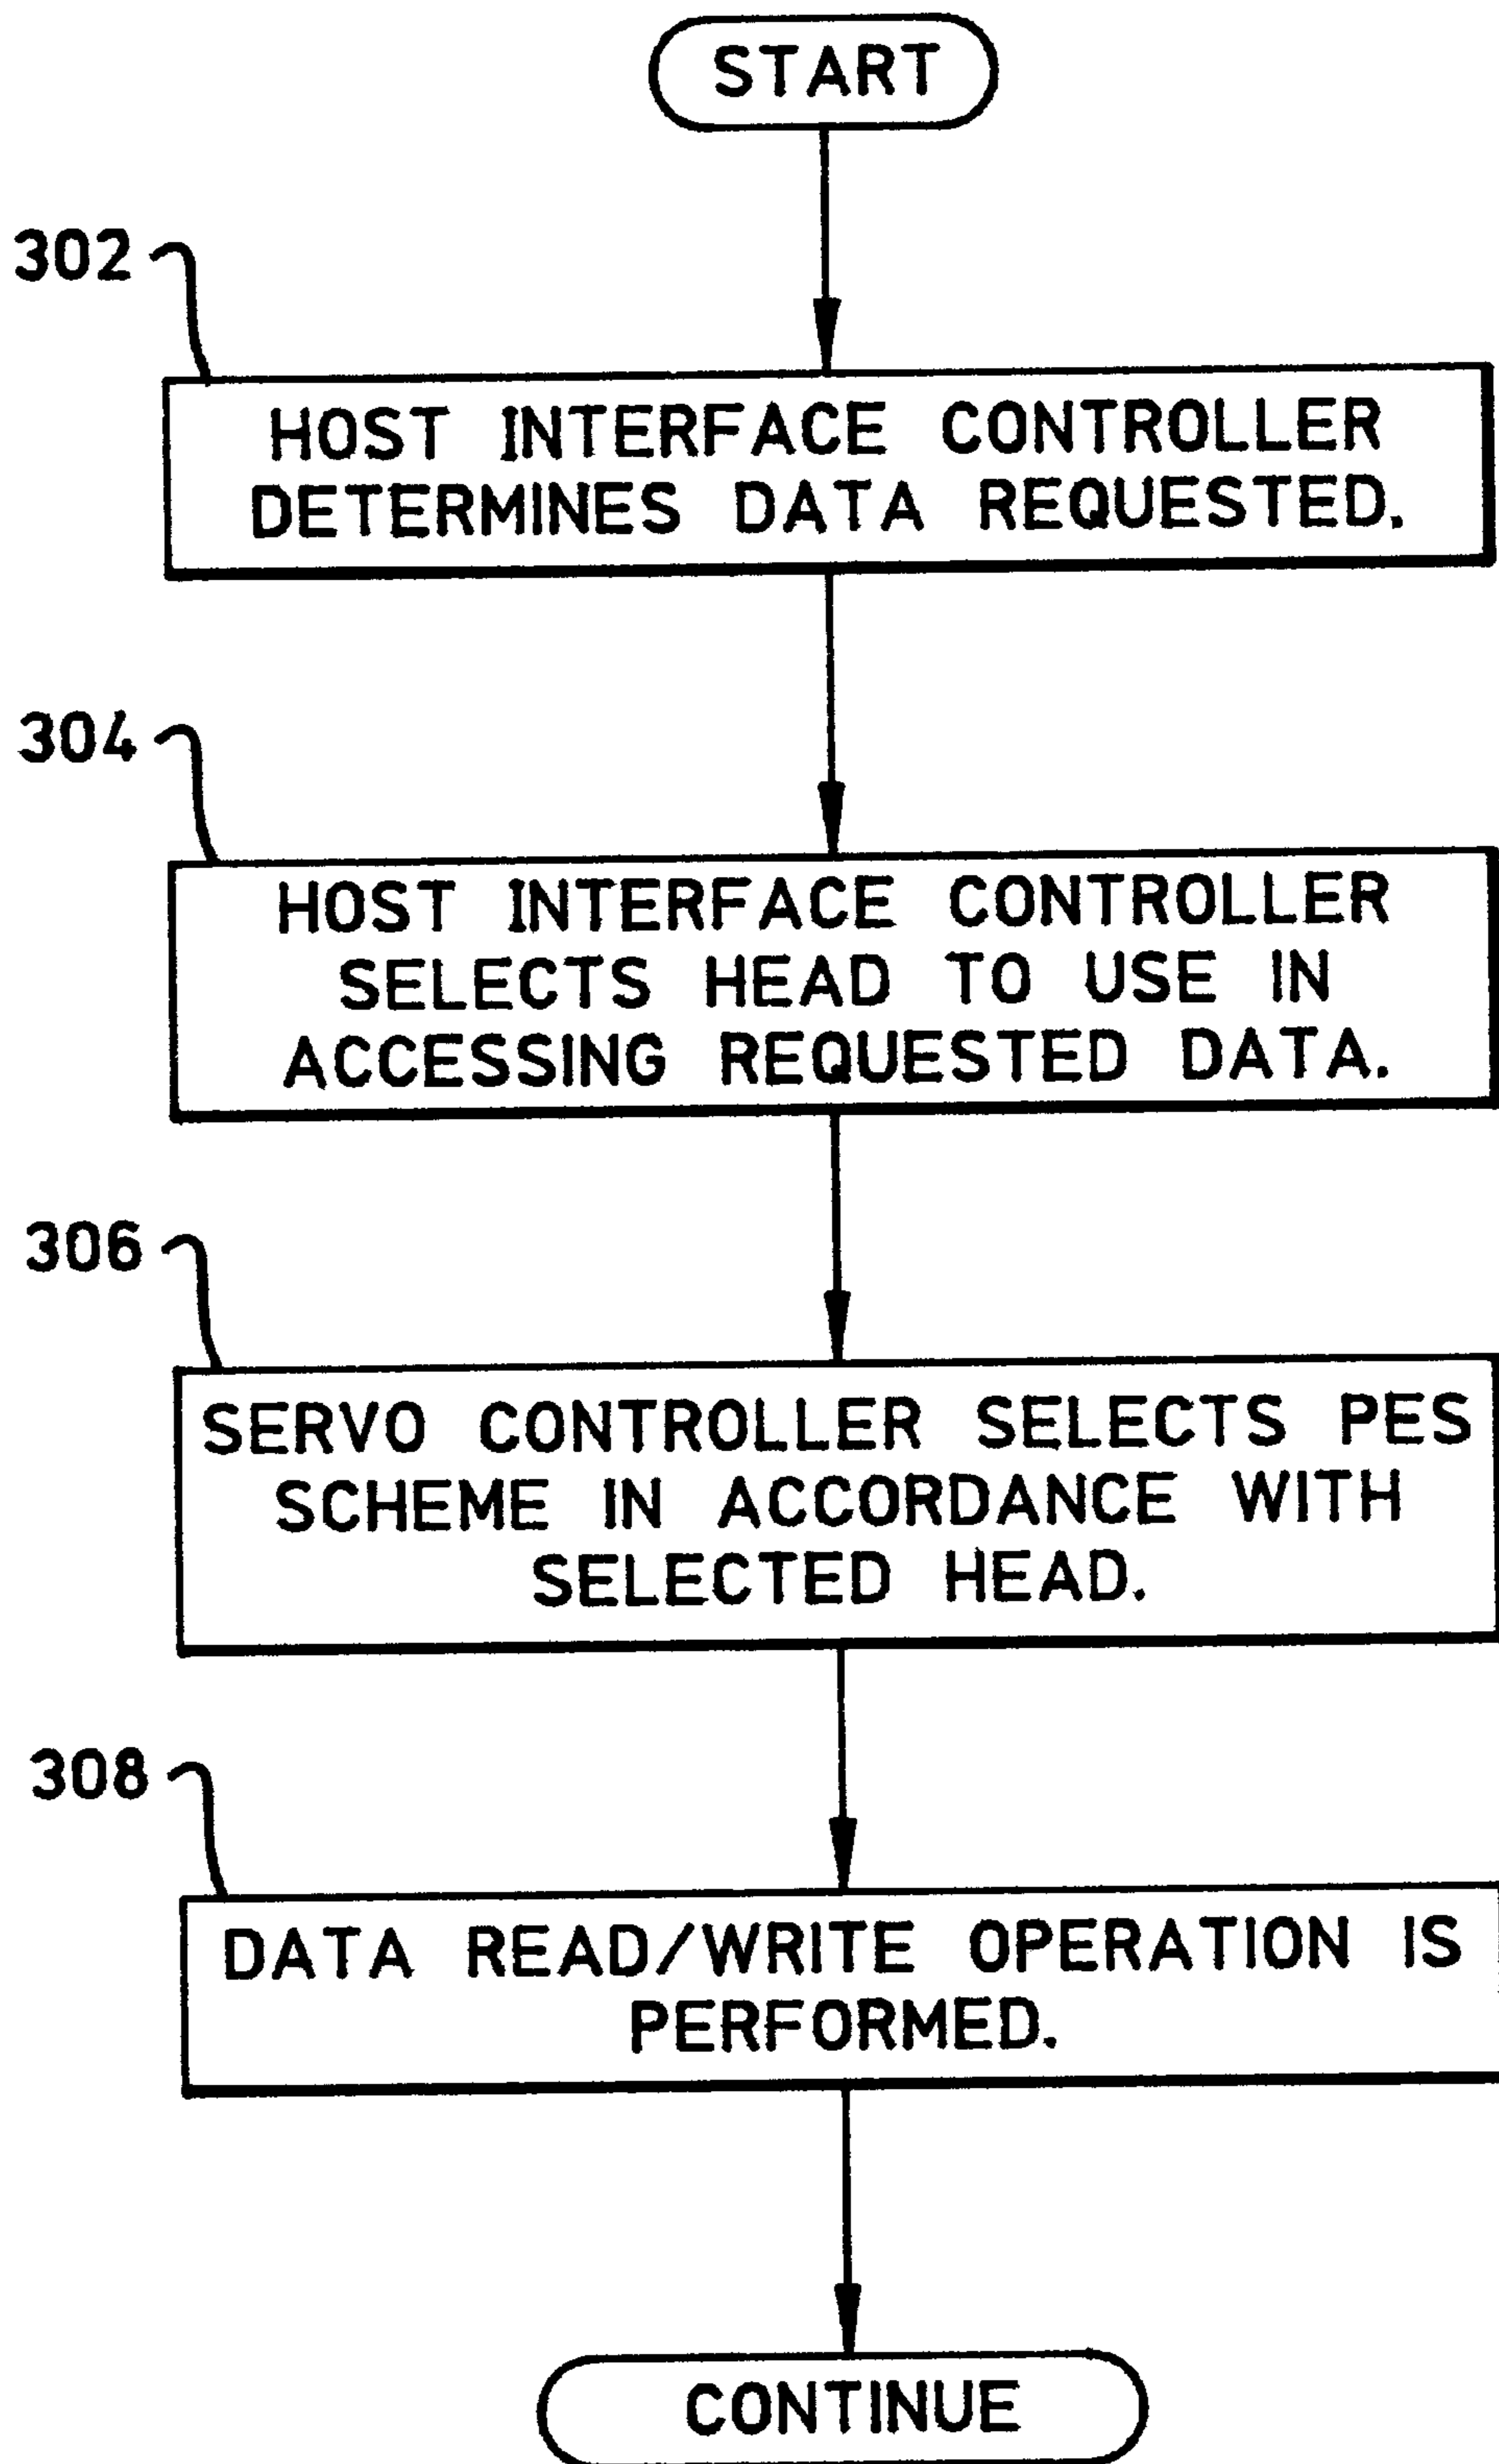 START
302
HOST INTERFACE CONTROLLER
DETERMINES DATA REQUESTED.
304
HOST INTERFACE CONTROLLER
SELECTS HEAD TO USE IN
ACCESSING REQUESTED DATA.
306
SERVO CONTROLLER SELECTS PES
SCHEME IN ACCORDANCE WITH
SELECTED HEAD.
308
DATA READ/WRITE OPERATION IS
PERFORMED.
CONTINUE